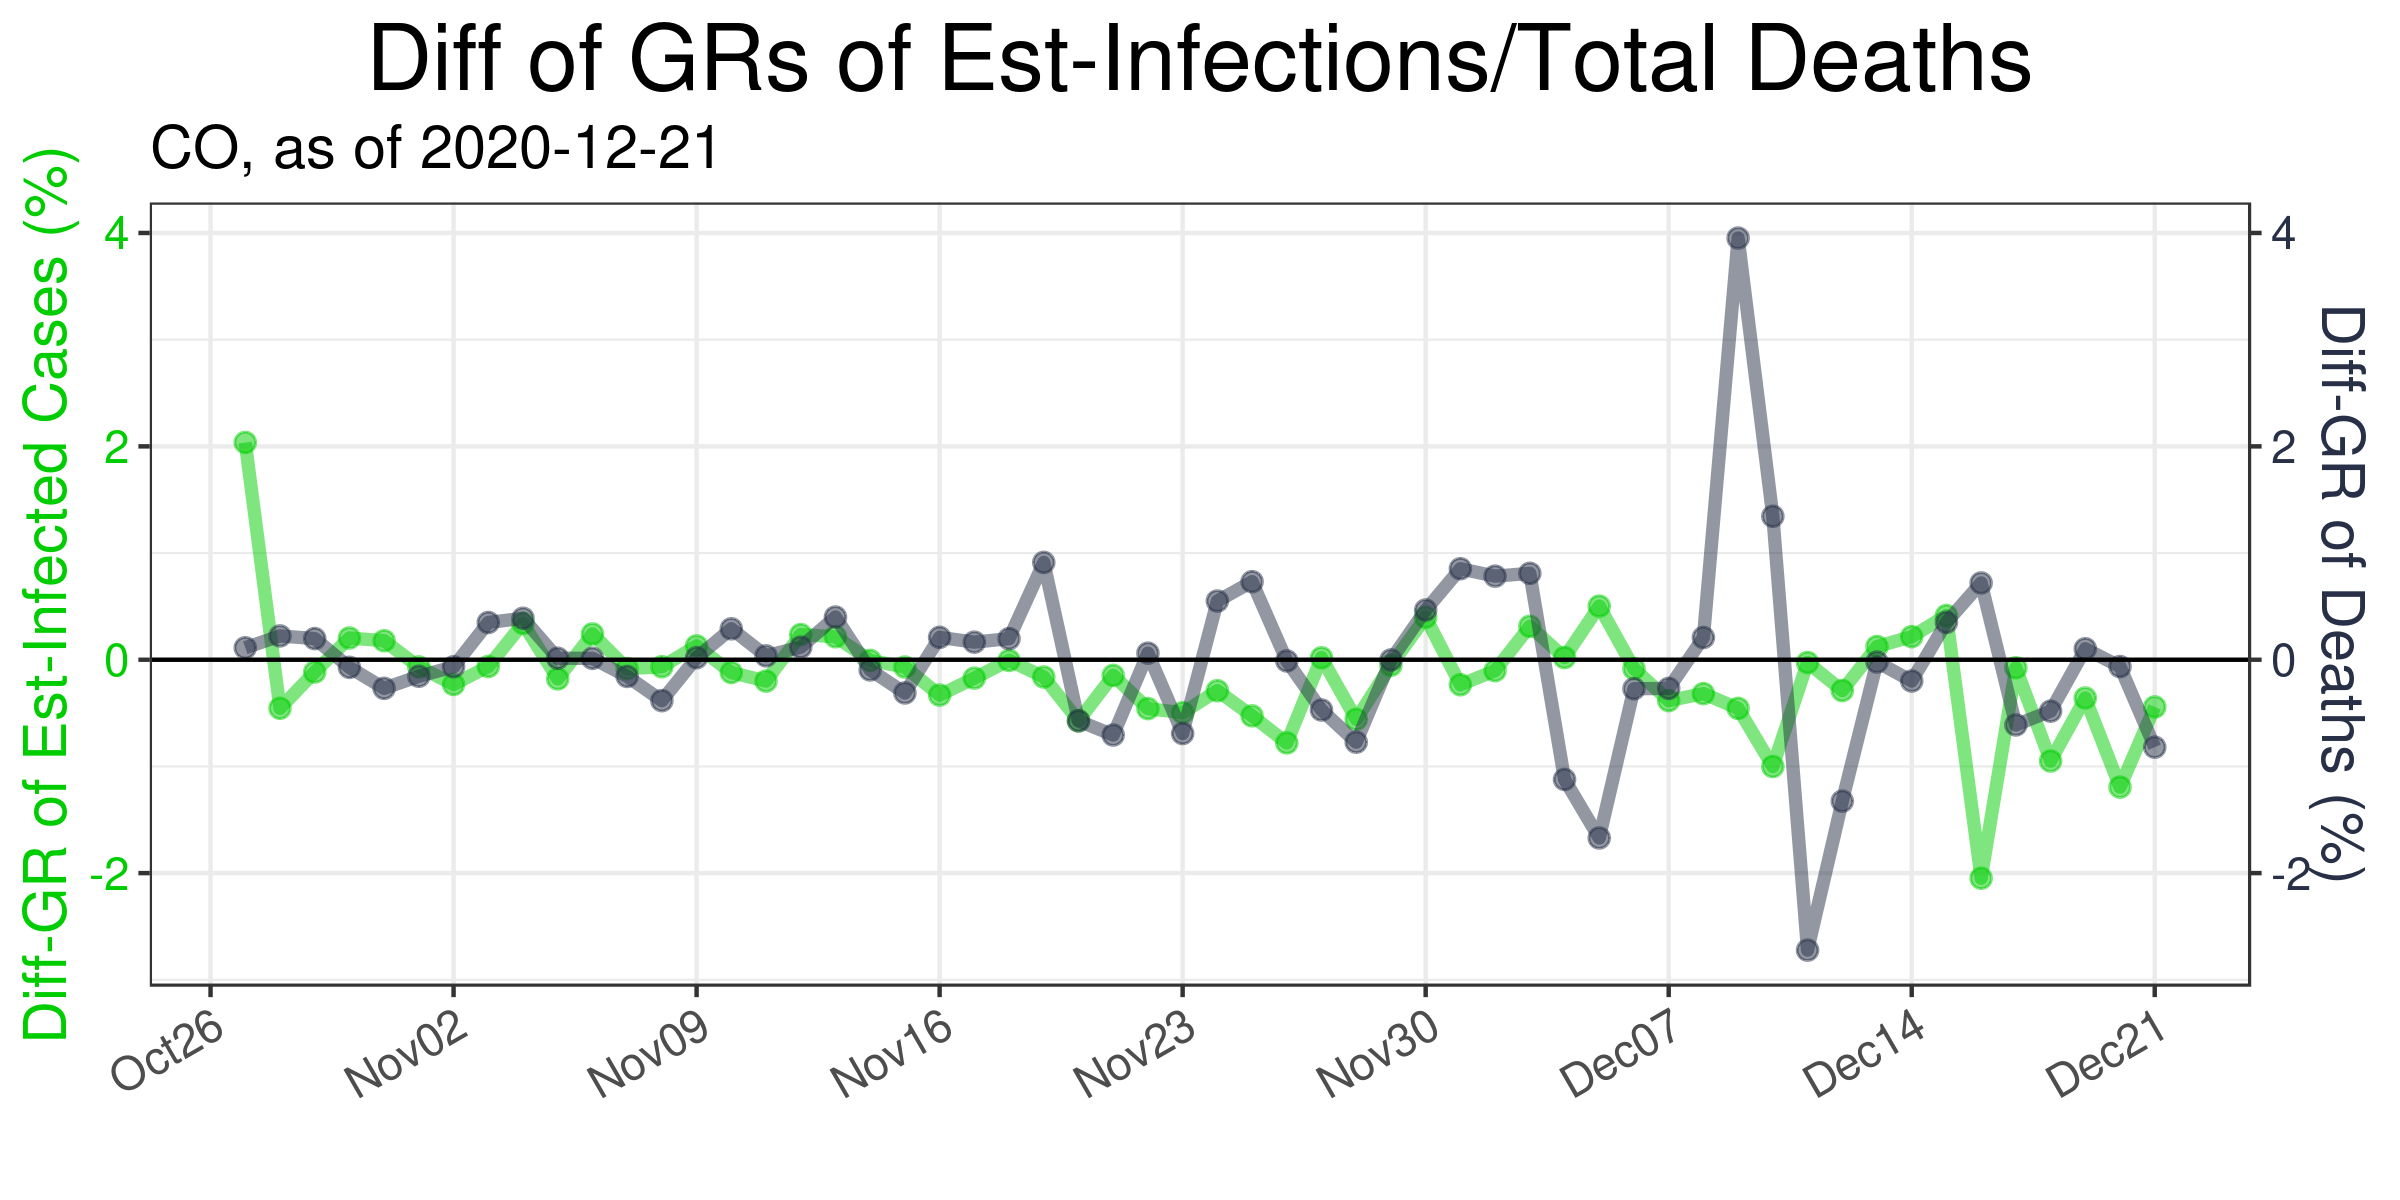 Diff of GRs of Est-Infections/Total Deaths
CO, as of 2020-12-21
Diff-GR of Est-Infected Cases (%)
4
2
0
-2
4
2
0
-2
Diff-GR of Deaths (%)
Oct26
Nov02
Nov09
Nov16
Nov23
Nov30
Dec07
Dec14
Dec21